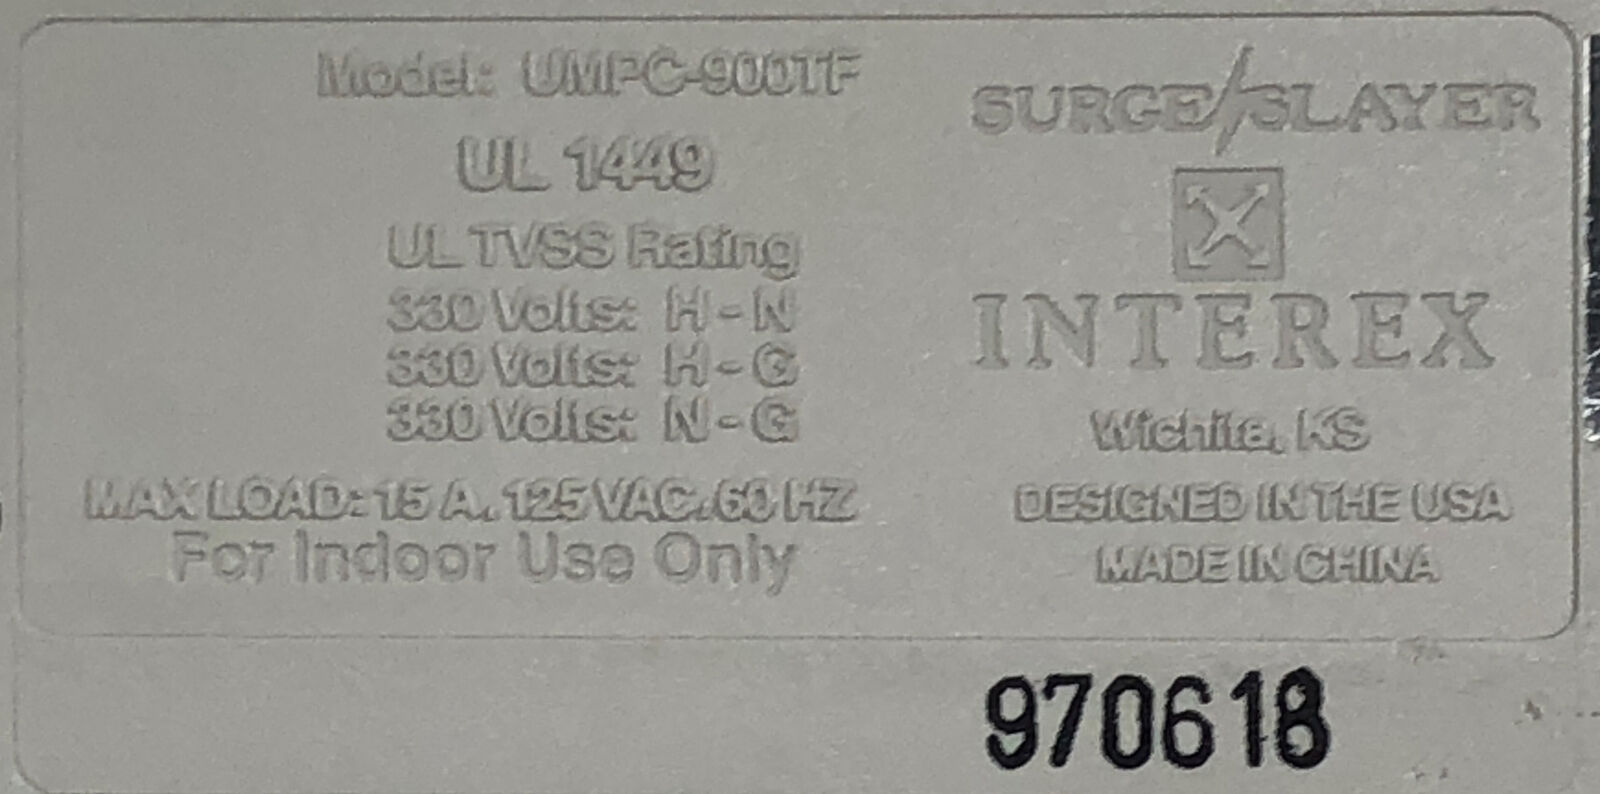 Model: UMPC-900TF
UL 1449
UL TVSS Rating
330 Volts: H - N
330 Volts: H - G
330 Volts: N - G
MAX LOAD: 15 A. 125 VAC. 60 HZ
For Indoor Use Only
SURGE/SLAYER
INTEREX
Wichita, KS
DESIGNED IN THE USA
MADE IN CHINA
970618